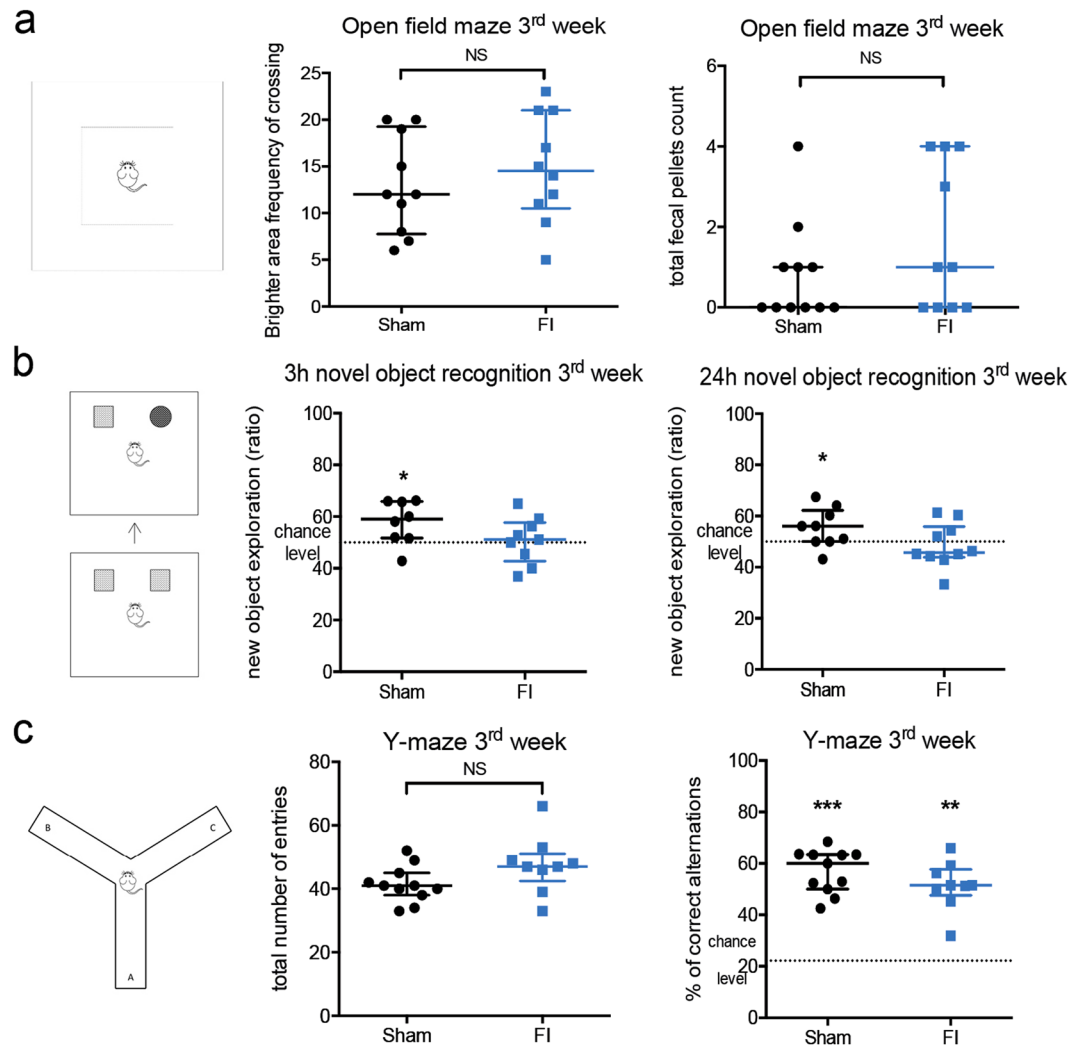 a
Open field maze 3rd week
NS
Brighter area frequency of crossing
25
20
15
10
5
0
Sham
FI
Open field maze 3rd week
NS
total fecal pellets count
6
4
2
0
Sham
FI
b
3h novel object recognition 3rd week
new object exploration (ratio)
100
80
60
40
20
0
chance
level
*
Sham
FI
24h novel object recognition 3rd week
new object exploration (ratio)
100
80
60
40
20
0
chance
level
*
Sham
FI
c
B
C
A
Y-maze 3rd week
NS
total number of entries
80
60
40
20
0
Sham
FI
Y-maze 3rd week
% of correct alternations
100
80
60
40
20
0
chance
level
***
**
Sham
FI